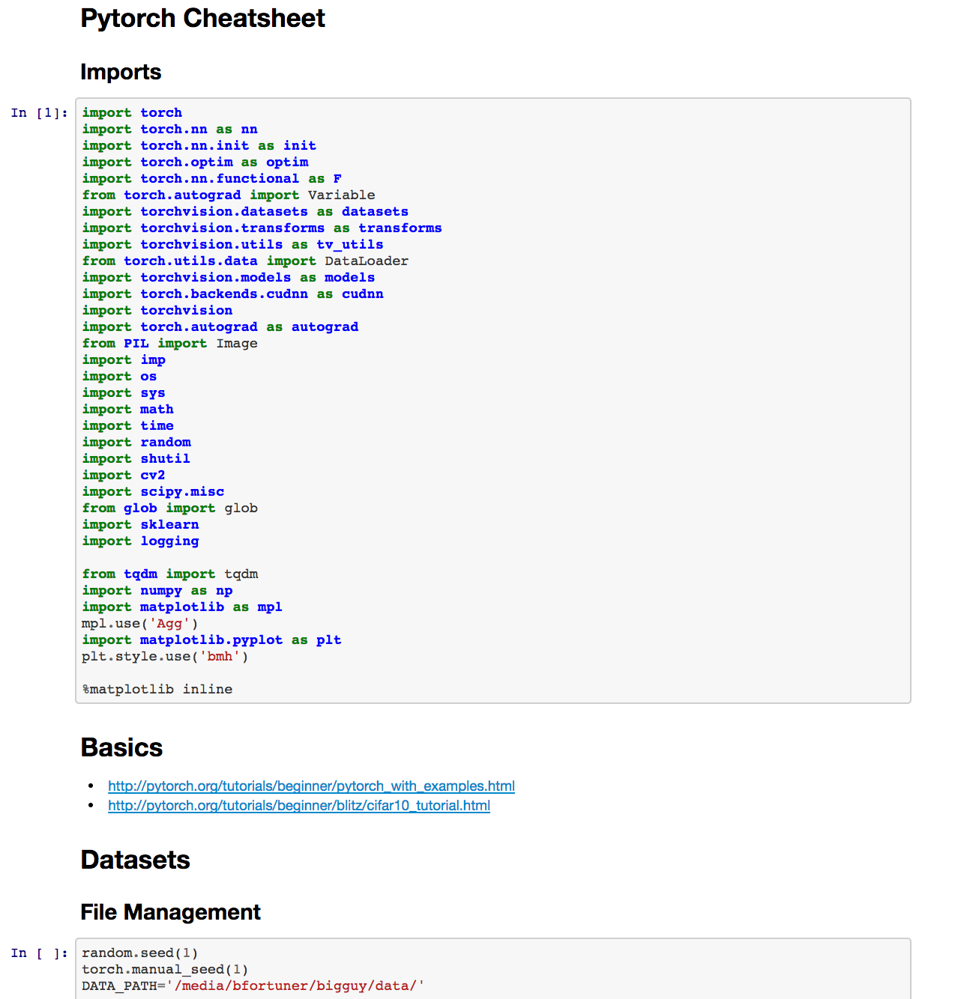 Pytorch Cheatsheet
Imports
In [1]:
import torch
import torch.nn as nn
import torch.nn.init as init
import torch.optim as optim
import torch.nn.functional as F
from torch.autograd import Variable
import torchvision.datasets as datasets
import torchvision.transforms as transforms
import torchvision.utils as tv_utils
from torch.utils.data import DataLoader
import torchvision.models as models
import torch.backends.cudnn as cudnn
import torchvision
import torch.autograd as autograd
from PIL import Image
import imp
import os
import sys
import math
import time
import random
import shutil
import cv2
import scipy.misc
from glob import glob
import sklearn
import logging

from tqdm import tqdm
import numpy as np
import matplotlib as mpl
mpl.use('Agg')
import matplotlib.pyplot as plt
plt.style.use('bmh')

%matplotlib inline
Basics
• http://pytorch.org/tutorials/beginner/pytorch_with_examples.html
• http://pytorch.org/tutorials/beginner/blitz/cifar10_tutorial.html
Datasets
File Management
In [ ]:
random.seed(1)
torch.manual_seed(1)
DATA_PATH='/media/bfortuner/bigguy/data/'